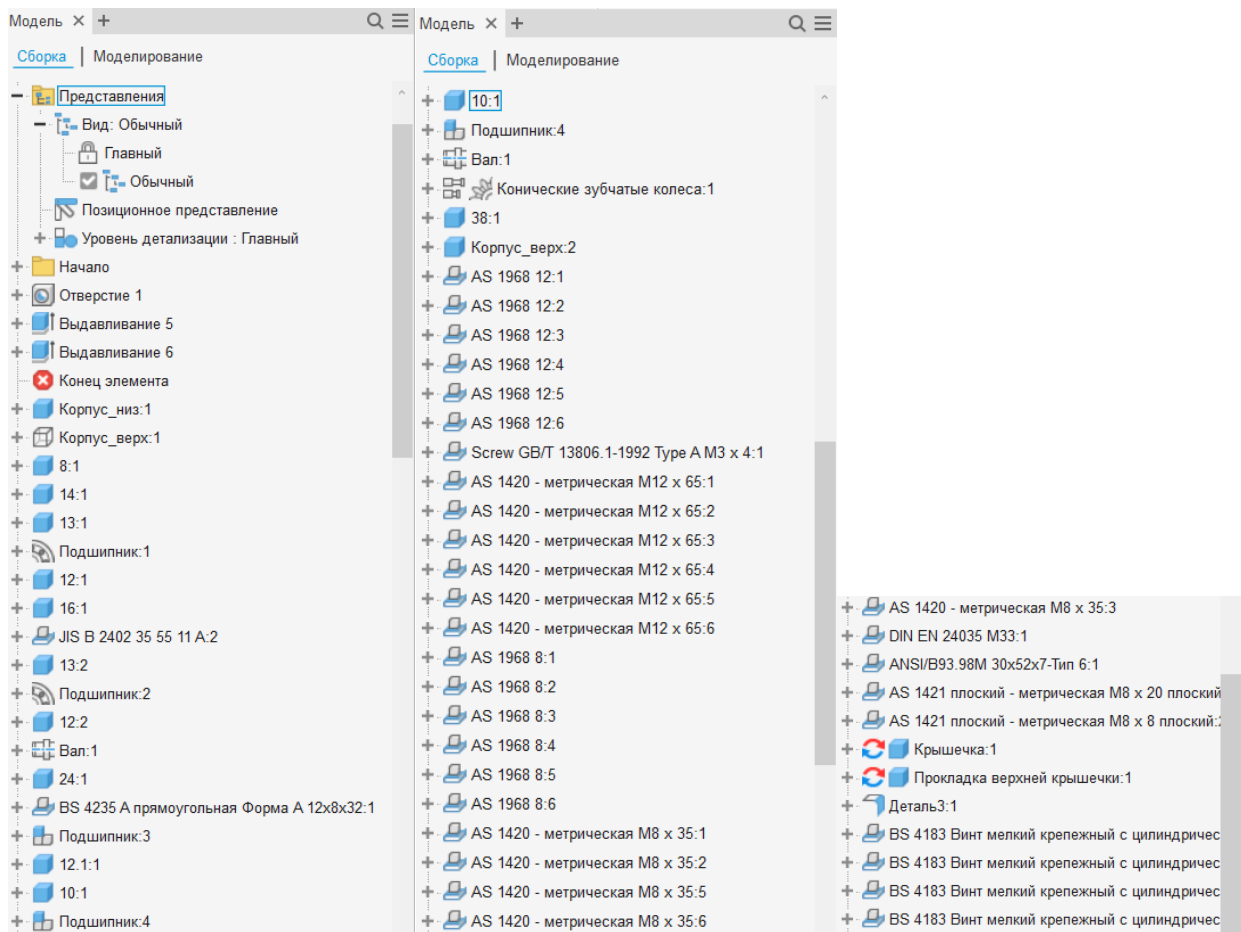 Модель × +
Сборка | Моделирование
Представления
Вид: Обычный
Главный
Обычный
Позиционное представление
Уровень детализации : Главный
Начало
Отверстие 1
Выдавливание 5
Выдавливание 6
Конец элемента
Корпус_низ:1
Корпус_верх:1
8:1
14:1
13:1
Подшипник:1
12:1
16:1
JIS B 2402 35 55 11 A:2
13:2
Подшипник:2
12:2
Вал:1
24:1
BS 4235 A прямоугольная Форма A 12x8x32:1
Подшипник:3
12.1:1
10:1
Подшипник:4
Модель × +
Сборка | Моделирование
10:1
Подшипник:4
Вал:1
Конические зубчатые колеса:1
38:1
Корпус_верх:2
AS 1968 12:1
AS 1968 12:2
AS 1968 12:3
AS 1968 12:4
AS 1968 12:5
AS 1968 12:6
Screw GB/T 13806.1-1992 Type A M3 x 4:1
AS 1420 - метрическая M12 x 65:1
AS 1420 - метрическая M12 x 65:2
AS 1420 - метрическая M12 x 65:3
AS 1420 - метрическая M12 x 65:4
AS 1420 - метрическая M12 x 65:5
AS 1420 - метрическая M12 x 65:6
AS 1968 8:1
AS 1968 8:2
AS 1968 8:3
AS 1968 8:4
AS 1968 8:5
AS 1968 8:6
AS 1420 - метрическая M8 x 35:1
AS 1420 - метрическая M8 x 35:2
AS 1420 - метрическая M8 x 35:5
AS 1420 - метрическая M8 x 35:6
AS 1420 - метрическая M8 x 35:3
DIN EN 24035 M33:1
ANSI/B93.98M 30x52x7-Тип 6:1
AS 1421 плоский - метрическая M8 x 20 плоский
AS 1421 плоский - метрическая M8 x 8 плоский:
Крышечка:1
Прокладка верхней крышечки:1
Деталь3:1
BS 4183 Винт мелкий крепежный с цилиндричес
BS 4183 Винт мелкий крепежный с цилиндричес
BS 4183 Винт мелкий крепежный с цилиндричес
BS 4183 Винт мелкий крепежный с цилиндричес